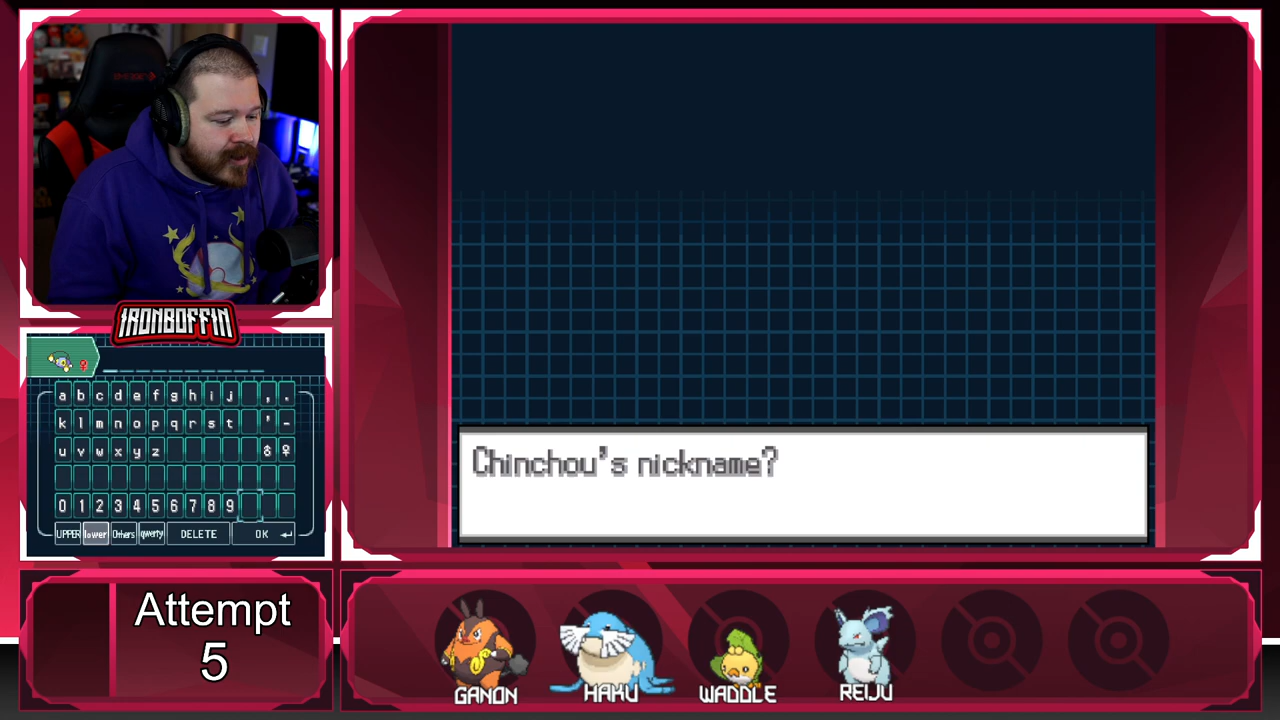 IRONBOFFIN
a b c d e f g h i j , .
k l m n o p q r s t ' -
u v w x y z ♂ ♀
0 1 2 3 4 5 6 7 8 9
UPPER lower Others qwerty DELETE OK
Chinchou's nickname?
Attempt
5
GANON HAKU WADDLE REIJU